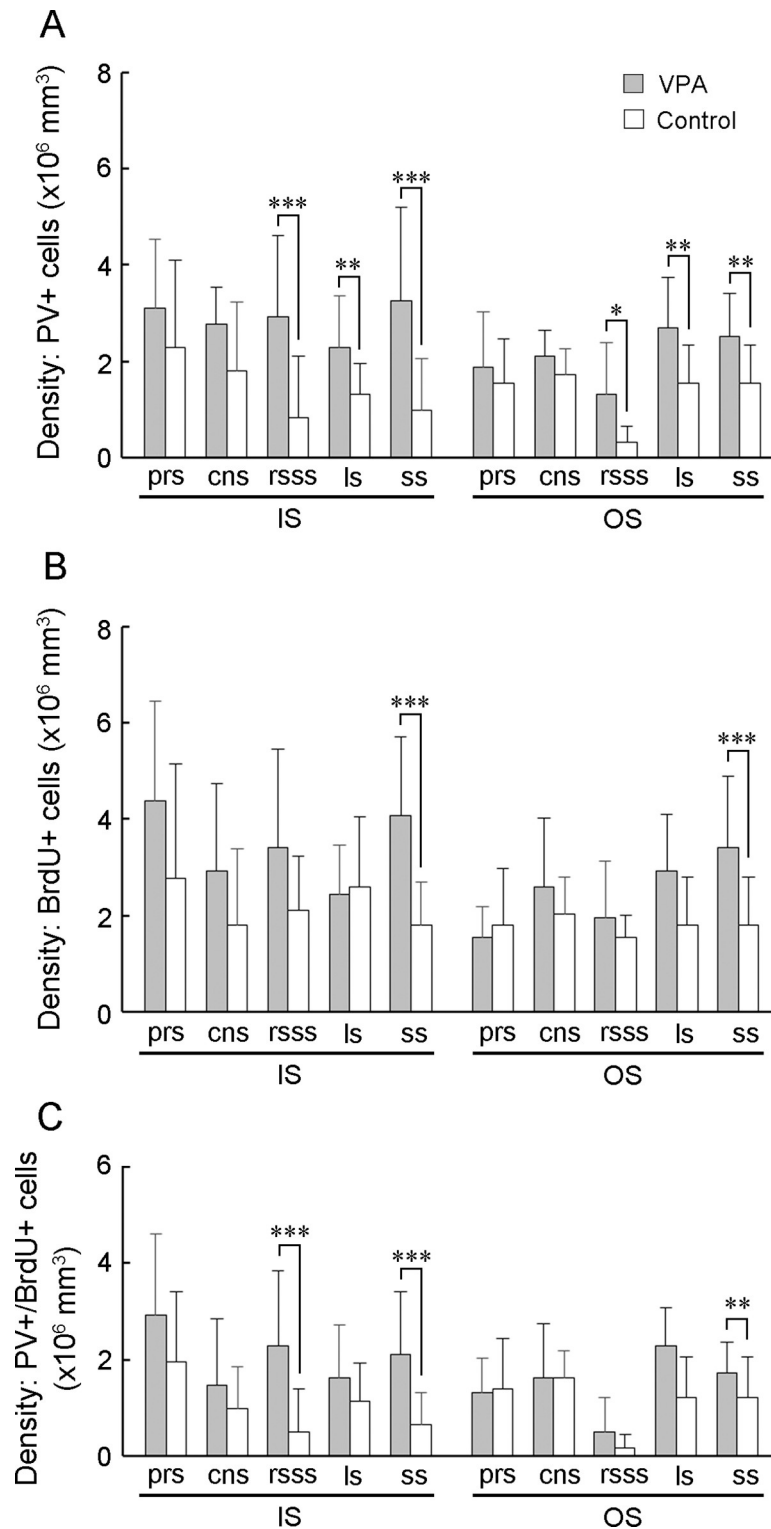 A
Density: PV+ cells (x10⁶ mm³)
8
6
4
2
0
VPA
Control
***
**
***
*
**
**
prs cns rsss ls ss prs cns rsss ls ss
IS OS
B
Density: BrdU+ cells (x10⁶ mm³)
8
6
4
2
0
***
***
prs cns rsss ls ss prs cns rsss ls ss
IS OS
C
Density: PV+/BrdU+ cells
(x10⁶ mm³)
6
4
2
0
***
***
**
prs cns rsss ls ss prs cns rsss ls ss
IS OS